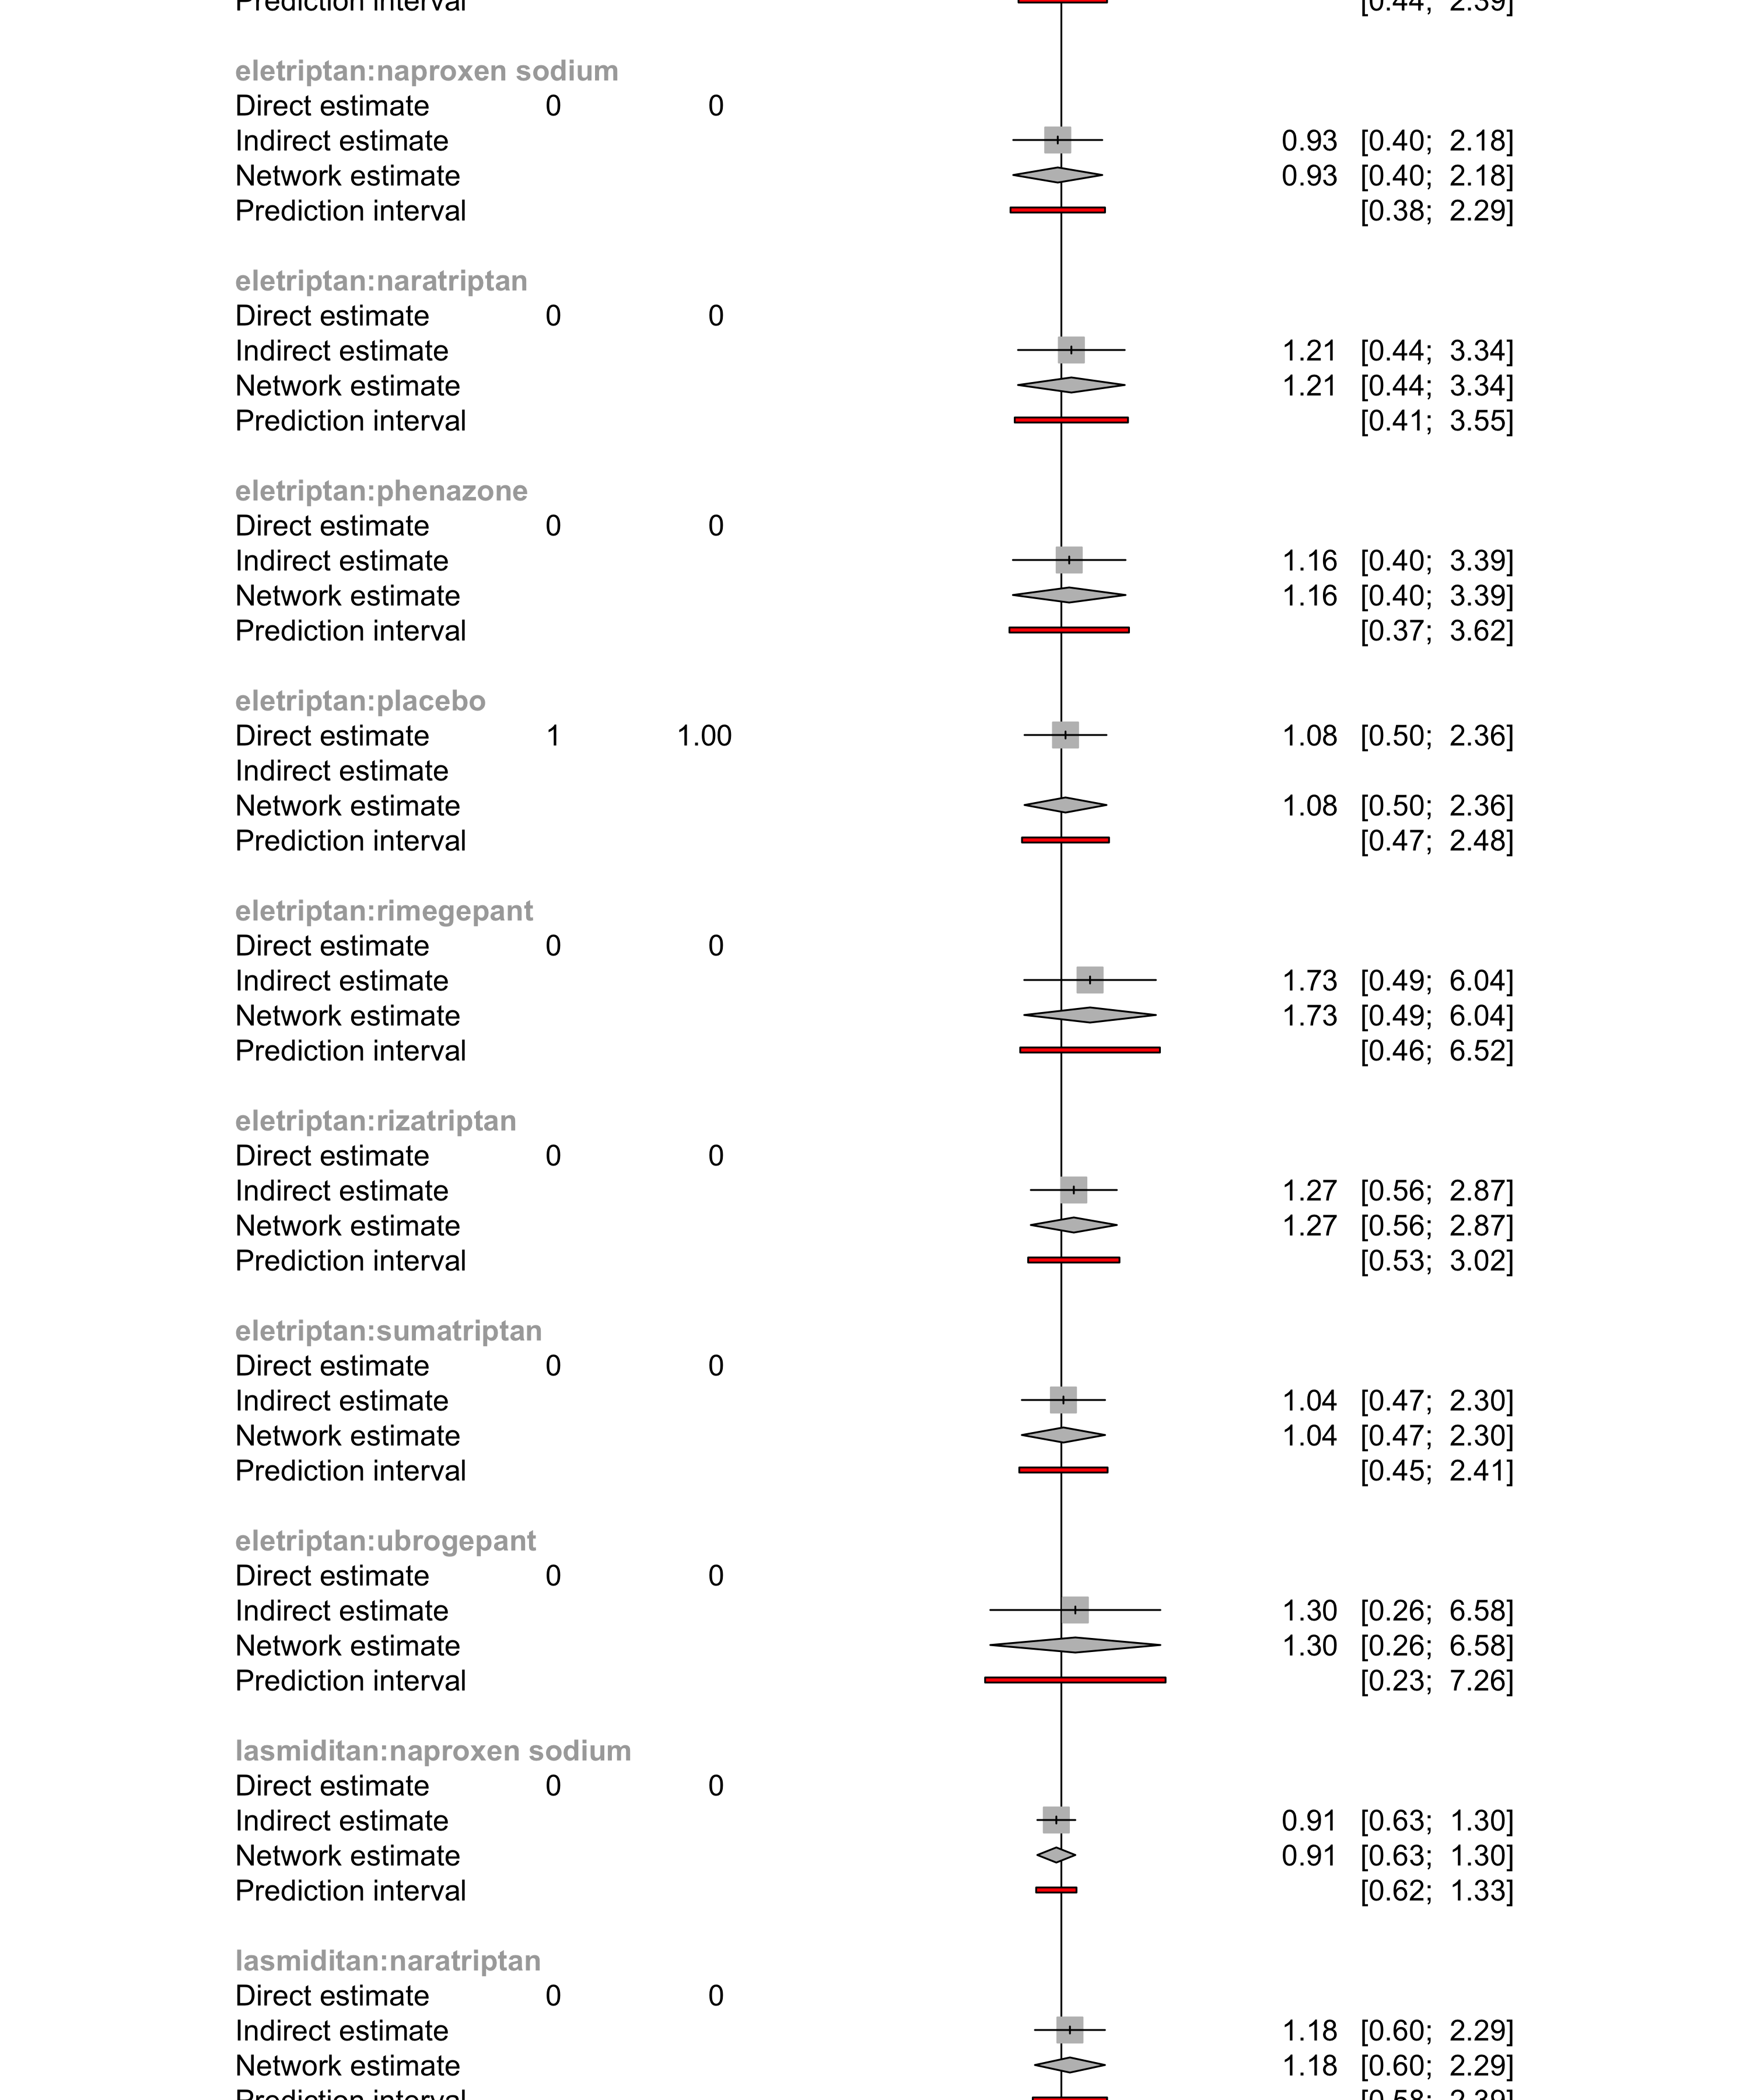 Prediction interval [0.44; 2.39]
eletriptan:naproxen sodium
Direct estimate 0 0
Indirect estimate 0.93 [0.40; 2.18]
Network estimate 0.93 [0.40; 2.18]
Prediction interval [0.38; 2.29]
eletriptan:naratriptan
Direct estimate 0 0
Indirect estimate 1.21 [0.44; 3.34]
Network estimate 1.21 [0.44; 3.34]
Prediction interval [0.41; 3.55]
eletriptan:phenazone
Direct estimate 0 0
Indirect estimate 1.16 [0.40; 3.39]
Network estimate 1.16 [0.40; 3.39]
Prediction interval [0.37; 3.62]
eletriptan:placebo
Direct estimate 1 1.00 1.08 [0.50; 2.36]
Indirect estimate
Network estimate 1.08 [0.50; 2.36]
Prediction interval [0.47; 2.48]
eletriptan:rimegepant
Direct estimate 0 0
Indirect estimate 1.73 [0.49; 6.04]
Network estimate 1.73 [0.49; 6.04]
Prediction interval [0.46; 6.52]
eletriptan:rizatriptan
Direct estimate 0 0
Indirect estimate 1.27 [0.56; 2.87]
Network estimate 1.27 [0.56; 2.87]
Prediction interval [0.53; 3.02]
eletriptan:sumatriptan
Direct estimate 0 0
Indirect estimate 1.04 [0.47; 2.30]
Network estimate 1.04 [0.47; 2.30]
Prediction interval [0.45; 2.41]
eletriptan:ubrogepant
Direct estimate 0 0
Indirect estimate 1.30 [0.26; 6.58]
Network estimate 1.30 [0.26; 6.58]
Prediction interval [0.23; 7.26]
lasmiditan:naproxen sodium
Direct estimate 0 0
Indirect estimate 0.91 [0.63; 1.30]
Network estimate 0.91 [0.63; 1.30]
Prediction interval [0.62; 1.33]
lasmiditan:naratriptan
Direct estimate 0 0
Indirect estimate 1.18 [0.60; 2.29]
Network estimate 1.18 [0.60; 2.29]
Prediction interval [0.58; 2.39]